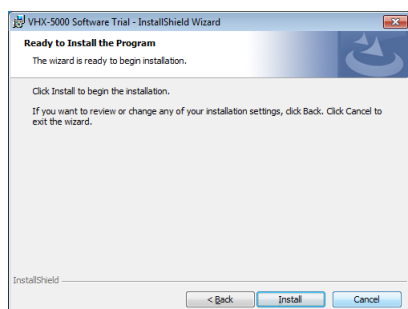 VHX-5000 Software Trial - InstallShield Wizard
Ready to Install the Program
The wizard is ready to begin installation.
Click Install to begin the installation.
If you want to review or change any of your installation settings, click Back. Click Cancel to
exit the wizard.
InstallShield
< Back Install Cancel